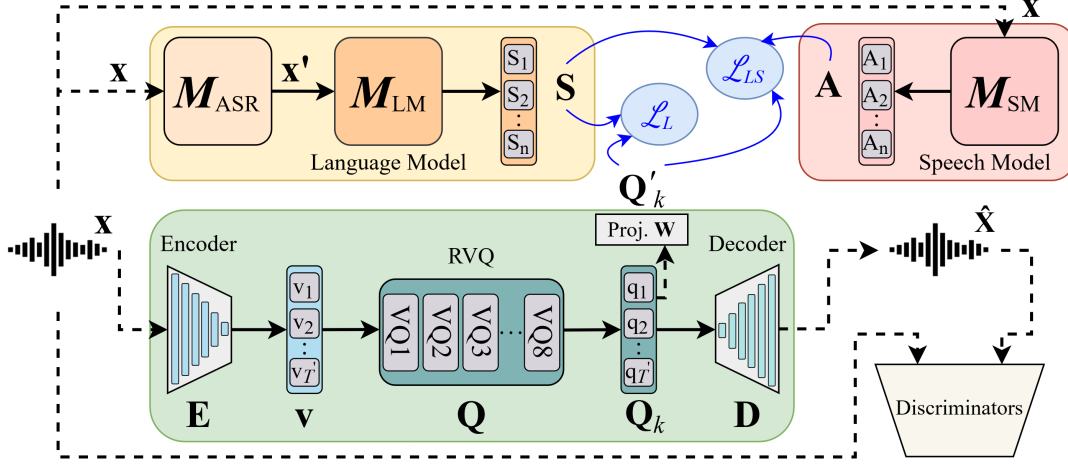 x
x
M_ASR
x'
M_LM
S_1
S_2
⋮
S_n
S
Language Model
ℒ_L
ℒ_LS
A
A_1
A_2
⋮
A_n
M_SM
Speech Model
Q'_k
x
Encoder
E
v_1
v_2
⋮
v_T'
v
RVQ
VQ1
VQ2
VQ3
...
VQ8
Q
Proj. W
q_1
q_2
⋮
q_T'
Q_k
Decoder
D
x̂
Discriminators